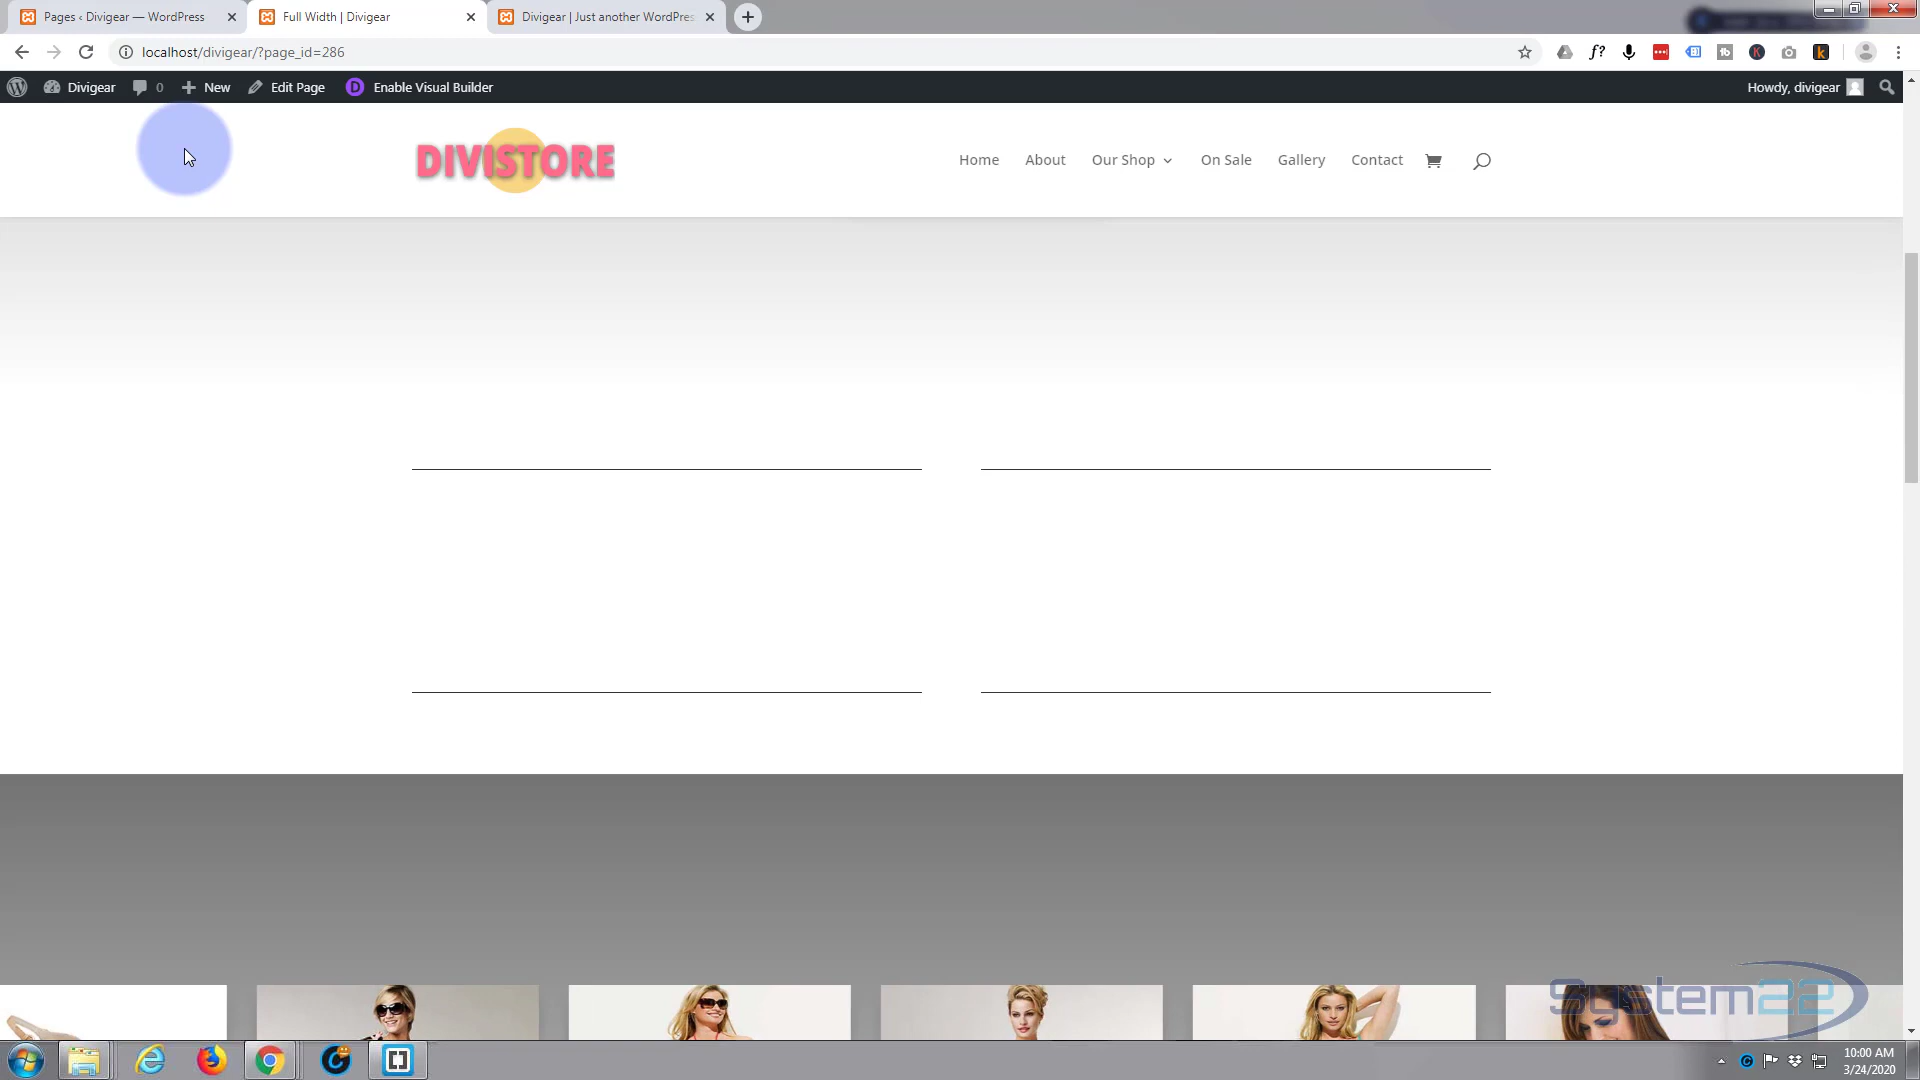 Pages ‹ Divigear — WordPress
Full Width | Divigear
Divigear | Just another WordPres
localhost/divigear/?page_id=286
Divigear 0 New Edit Page Enable Visual Builder
Howdy, divigear
DIVISTORE
Home About Our Shop On Sale Gallery Contact
System22
10:00 AM
3/24/2020